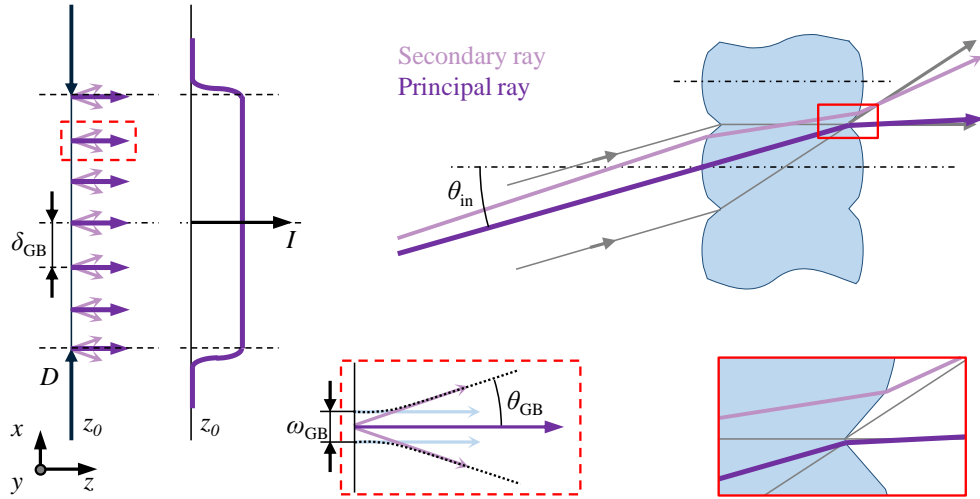 Secondary ray
Principal ray
θin
I
δGB
D
z0
z0
x
y
z
ωGB
θGB